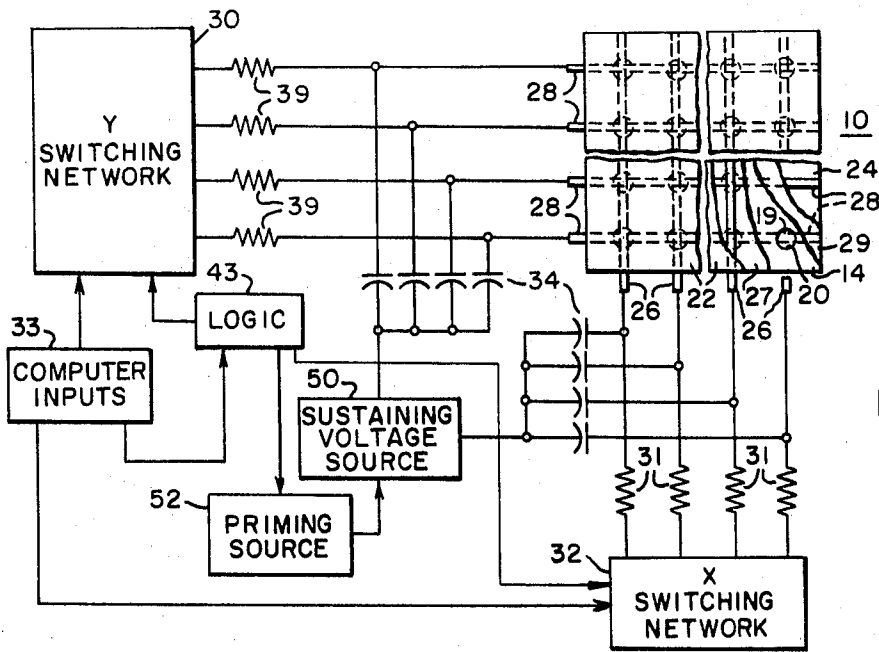 30
39
39
39
Y
SWITCHING
NETWORK
28
28
10
24
28
19
29
43
LOGIC
34
26
22
27
26
20
14
33
COMPUTER
INPUTS
50
SUSTAINING
VOLTAGE
SOURCE
31
31
52
PRIMING
SOURCE
32
X
SWITCHING
NETWORK